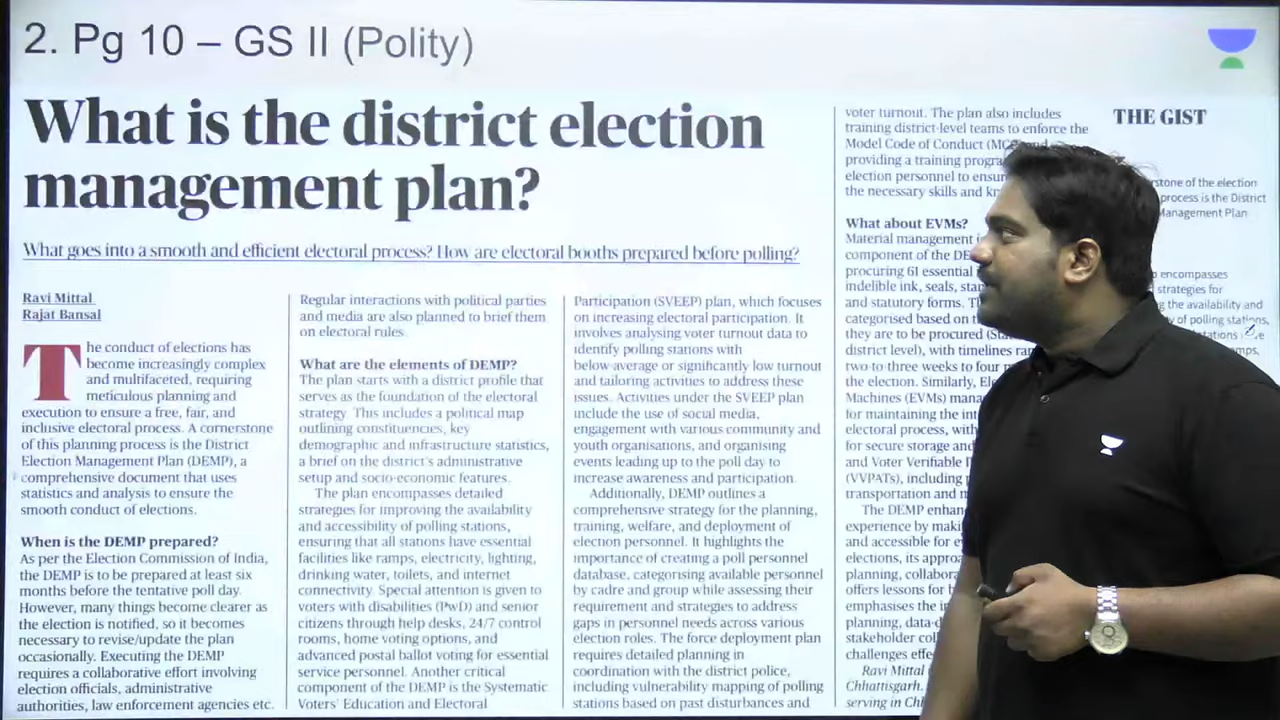 2. Pg 10 – GS II (Polity)
What is the district election
management plan?
What goes into a smooth and efficient electoral process? How are electoral booths prepared before polling?
Ravi Mittal
Rajat Bansal
The conduct of elections has
become increasingly complex
and multifaceted, requiring
meticulous planning and
execution to ensure a free, fair, and
inclusive electoral process. A cornerstone
of this planning process is the District
Election Management Plan (DEMP), a
comprehensive document that uses
statistics and analysis to ensure the
smooth conduct of elections.
When is the DEMP prepared?
As per the Election Commission of India,
the DEMP is to be prepared at least six
months before the tentative poll day.
However, many things become clearer as
the election is notified, so it becomes
necessary to revise/update the plan
occasionally. Executing the DEMP
requires a collaborative effort involving
election officials, administrative
authorities, law enforcement agencies etc.
Regular interactions with political parties
and media are also planned to brief them
on electoral rules.
What are the elements of DEMP?
The plan starts with a district profile that
serves as the foundation of the electoral
strategy. This includes a political map
outlining constituencies, key
demographic and infrastructure statistics,
a brief on the district's administrative
setup and socio-economic features.
The plan encompasses detailed
strategies for improving the availability
and accessibility of polling stations,
ensuring that all stations have essential
facilities like ramps, electricity, lighting,
drinking water, toilets, and internet
connectivity. Special attention is given to
voters with disabilities (PwD) and senior
citizens through help desks, 24/7 control
rooms, home voting options, and
advanced postal ballot voting for essential
service personnel. Another critical
component of the DEMP is the Systematic
Voters' Education and Electoral
Participation (SVEEP) plan, which focuses
on increasing electoral participation. It
involves analysing voter turnout data to
identify polling stations with
below-average or significantly low turnout
and tailoring activities to address these
issues. Activities under the SVEEP plan
include the use of social media,
engagement with various community and
youth organisations, and organising
events leading up to the poll day to
increase awareness and participation.
Additionally, DEMP outlines a
comprehensive strategy for the planning,
training, welfare, and deployment of
election personnel. It highlights the
importance of creating a poll personnel
database, categorising available personnel
by cadre and group while assessing their
requirement and strategies to address
gaps in personnel needs across various
election roles. The force deployment plan
requires detailed planning in
coordination with the district police,
including vulnerability mapping of polling
stations based on past disturbances and
voter turnout. The plan also includes
training district-level teams to enforce the
Model Code of Conduct
providing a training
election personnel to
the necessary skills and
What about EVMs?
Material management
component of the
procuring 61 essential
indelible ink, seals,
and statutory forms.
categorised based on
they are to be procured
district level), with timelines
two to three weeks to four
the election. Similarly,
Machines (EVMs)
for maintaining the
electoral process, with
for secure storage and
and Voter Verifiable
(VVPATs), including
transportation and
The DEMP
experience by
and accessible for
elections, its
planning,
offers lessons for
emphasises the
planning,
stakeholder
challenges
Ravi Mittal
Chhattisgarh.
serving in
THE GIST
of the election
process is the District
Management Plan
encompasses
strategies for
the availability and
of polling stations,